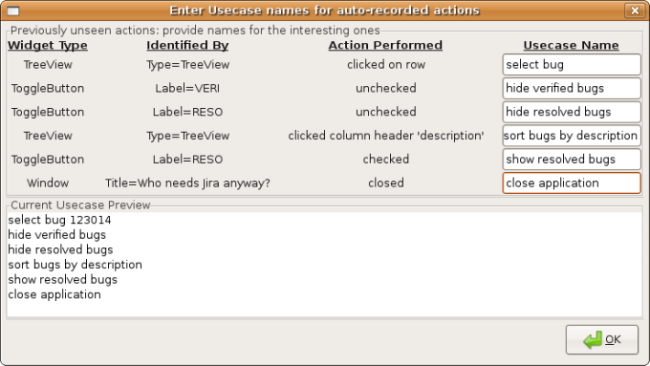 Enter Usecase names for auto-recorded actions
Previously unseen actions: provide names for the interesting ones
Widget Type Identified By Action Performed Usecase Name
TreeView Type=TreeView clicked on row select bug
ToggleButton Label=VERI unchecked hide verified bugs
ToggleButton Label=RESO unchecked hide resolved bugs
TreeView Type=TreeView clicked column header 'description' sort bugs by description
ToggleButton Label=RESO checked show resolved bugs
Window Title=Who needs Jira anyway? closed close application
Current Usecase Preview
select bug 123014
hide verified bugs
hide resolved bugs
sort bugs by description
show resolved bugs
close application
OK